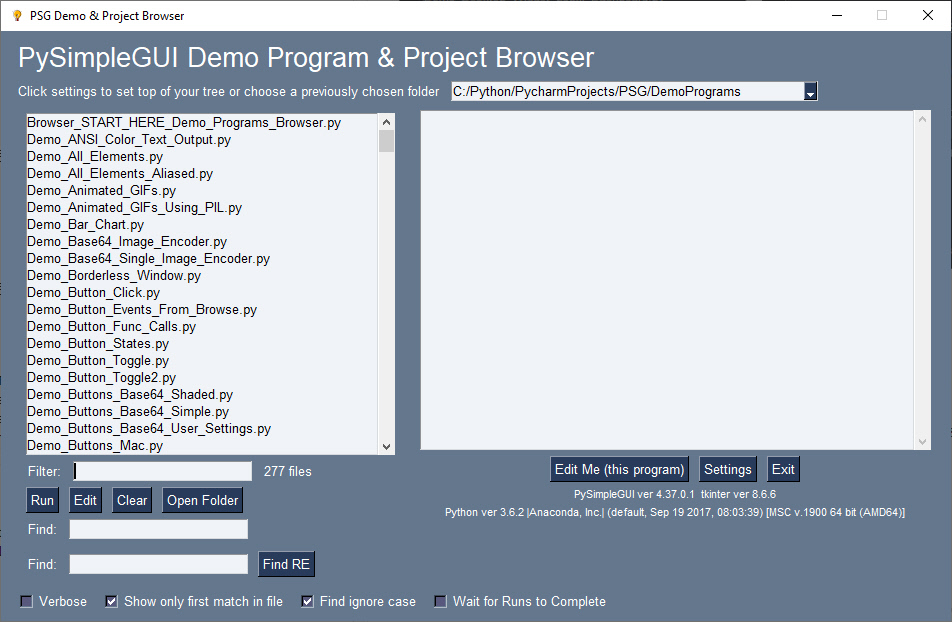 PSG Demo & Project Browser
PySimpleGUI Demo Program & Project Browser
Click settings to set top of your tree or choose a previously chosen folder C:/Python/PycharmProjects/PSG/DemoPrograms
Browser_START_HERE_Demo_Programs_Browser.py
Demo_ANSI_Color_Text_Output.py
Demo_All_Elements.py
Demo_All_Elements_Aliased.py
Demo_Animated_GIFs.py
Demo_Animated_GIFs_Using_PIL.py
Demo_Bar_Chart.py
Demo_Base64_Image_Encoder.py
Demo_Base64_Single_Image_Encoder.py
Demo_Borderless_Window.py
Demo_Button_Click.py
Demo_Button_Events_From_Browse.py
Demo_Button_Func_Calls.py
Demo_Button_States.py
Demo_Button_Toggle.py
Demo_Button_Toggle2.py
Demo_Buttons_Base64_Shaded.py
Demo_Buttons_Base64_Simple.py
Demo_Buttons_Base64_User_Settings.py
Demo_Buttons_Mac.py
Filter: 277 files
Run Edit Clear Open Folder
Find:
Find: Find RE
Edit Me (this program) Settings Exit
PySimpleGUI ver 4.37.0.1 tkinter ver 8.6.6
Python ver 3.6.2 |Anaconda, Inc.| (default, Sep 19 2017, 08:03:39) [MSC v.1900 64 bit (AMD64)]
Verbose Show only first match in file Find ignore case Wait for Runs to Complete